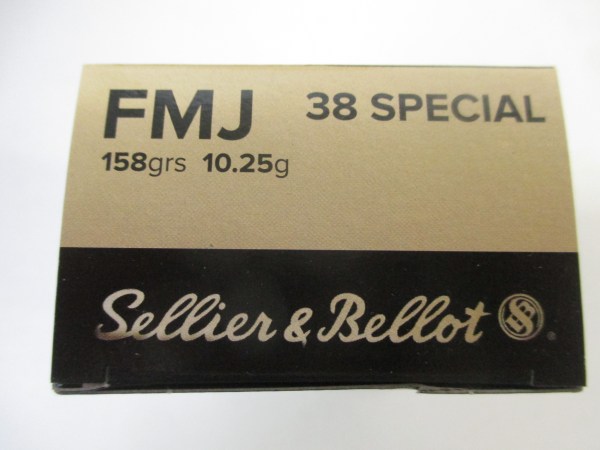 FMJ 38 SPECIAL
158grs 10.25g
Sellier & Bellot